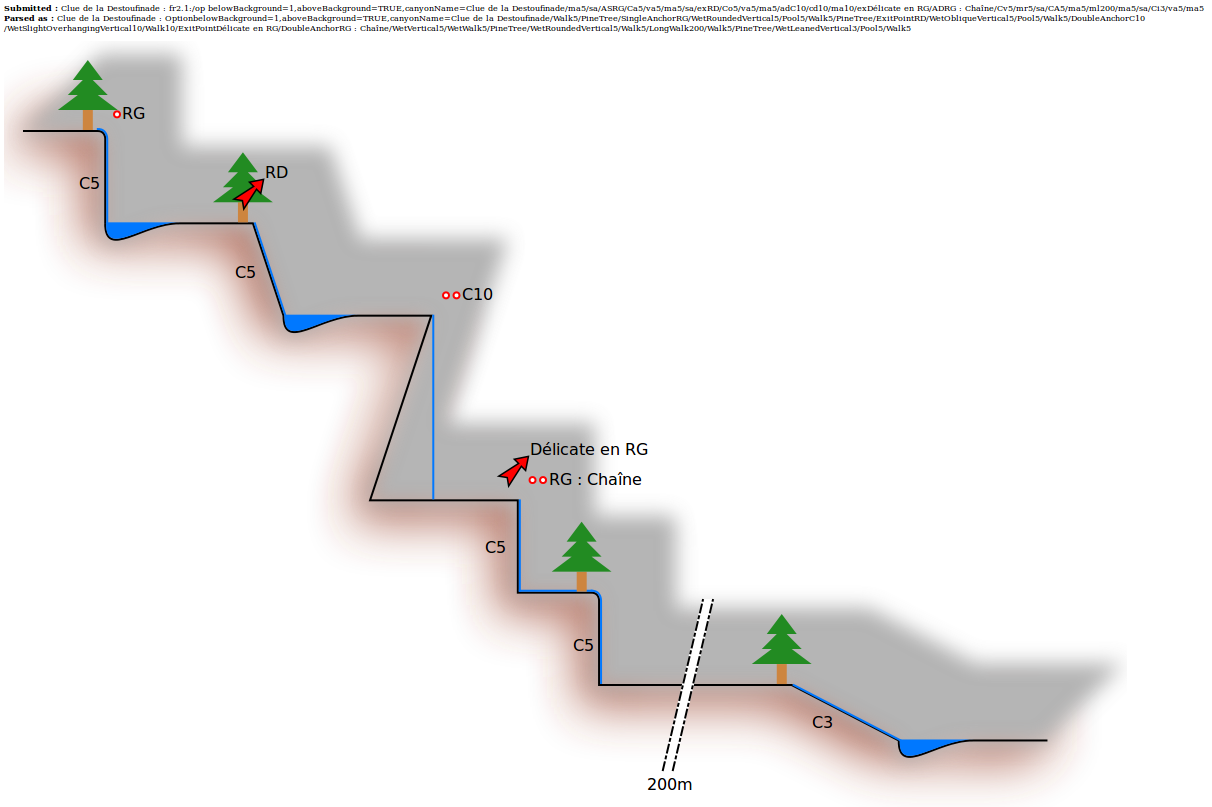 Submitted : Clue de la Destoufinade : fr2.1:/op belowBackground=1,aboveBackground=TRUE,canyonName=Clue de la Destoufinade/ma5/sa/ASRG/Ca5/va5/ma5/sa/exRD/Co5/va5/ma5/adC10/cd10/ma10/exDélicate en RG/ADRG : Chaîne/Cv5/mr5/sa/CA5/ma5/ml200/ma5/sa/Ci3/va5/ma5
Parsed as : Clue de la Destoufinade : OptionbelowBackground=1,aboveBackground=TRUE,canyonName=Clue de la Destoufinade/Walk5/PineTree/SingleAnchorRG/WetRoundedVertical5/Pool5/Walk5/PineTree/ExitPointRD/WetObliqueVertical5/Pool5/Walk5/DoubleAnchorC10
/WetSlightOverhangingVertical10/Walk10/ExitPointDélicate en RG/DoubleAnchorRG : Chaîne/WetVertical5/WetWalk5/PineTree/WetRoundedVertical5/Walk5/LongWalk200/Walk5/PineTree/WetLeanedVertical3/Pool5/Walk5
RG
C5
RD
C5
C10
Délicate en RG
RG : Chaîne
C5
C5
C3
200m